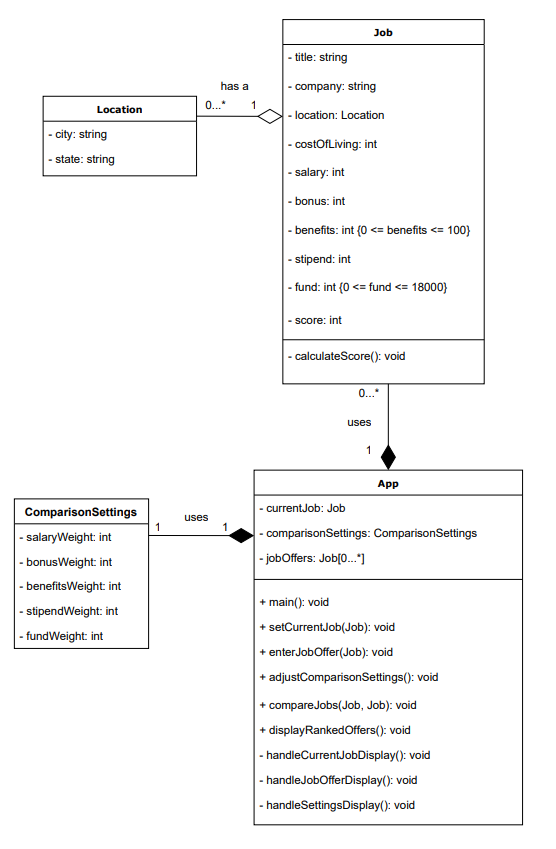 Job
- title: string
- company: string
- location: Location
- costOfLiving: int
- salary: int
- bonus: int
- benefits: int {0 <= benefits <= 100}
- stipend: int
- fund: int {0 <= fund <= 18000}
- score: int
- calculateScore(): void
has a
0...* 1
Location
- city: string
- state: string
0...*
uses
1
App
- currentJob: Job
- comparisonSettings: ComparisonSettings
- jobOffers: Job[0...*]
+ main(): void
+ setCurrentJob(Job): void
+ enterJobOffer(Job): void
+ adjustComparisonSettings(): void
+ compareJobs(Job, Job): void
+ displayRankedOffers(): void
- handleCurrentJobDisplay(): void
- handleJobOfferDisplay(): void
- handleSettingsDisplay(): void
uses
1 1
ComparisonSettings
- salaryWeight: int
- bonusWeight: int
- benefitsWeight: int
- stipendWeight: int
- fundWeight: int